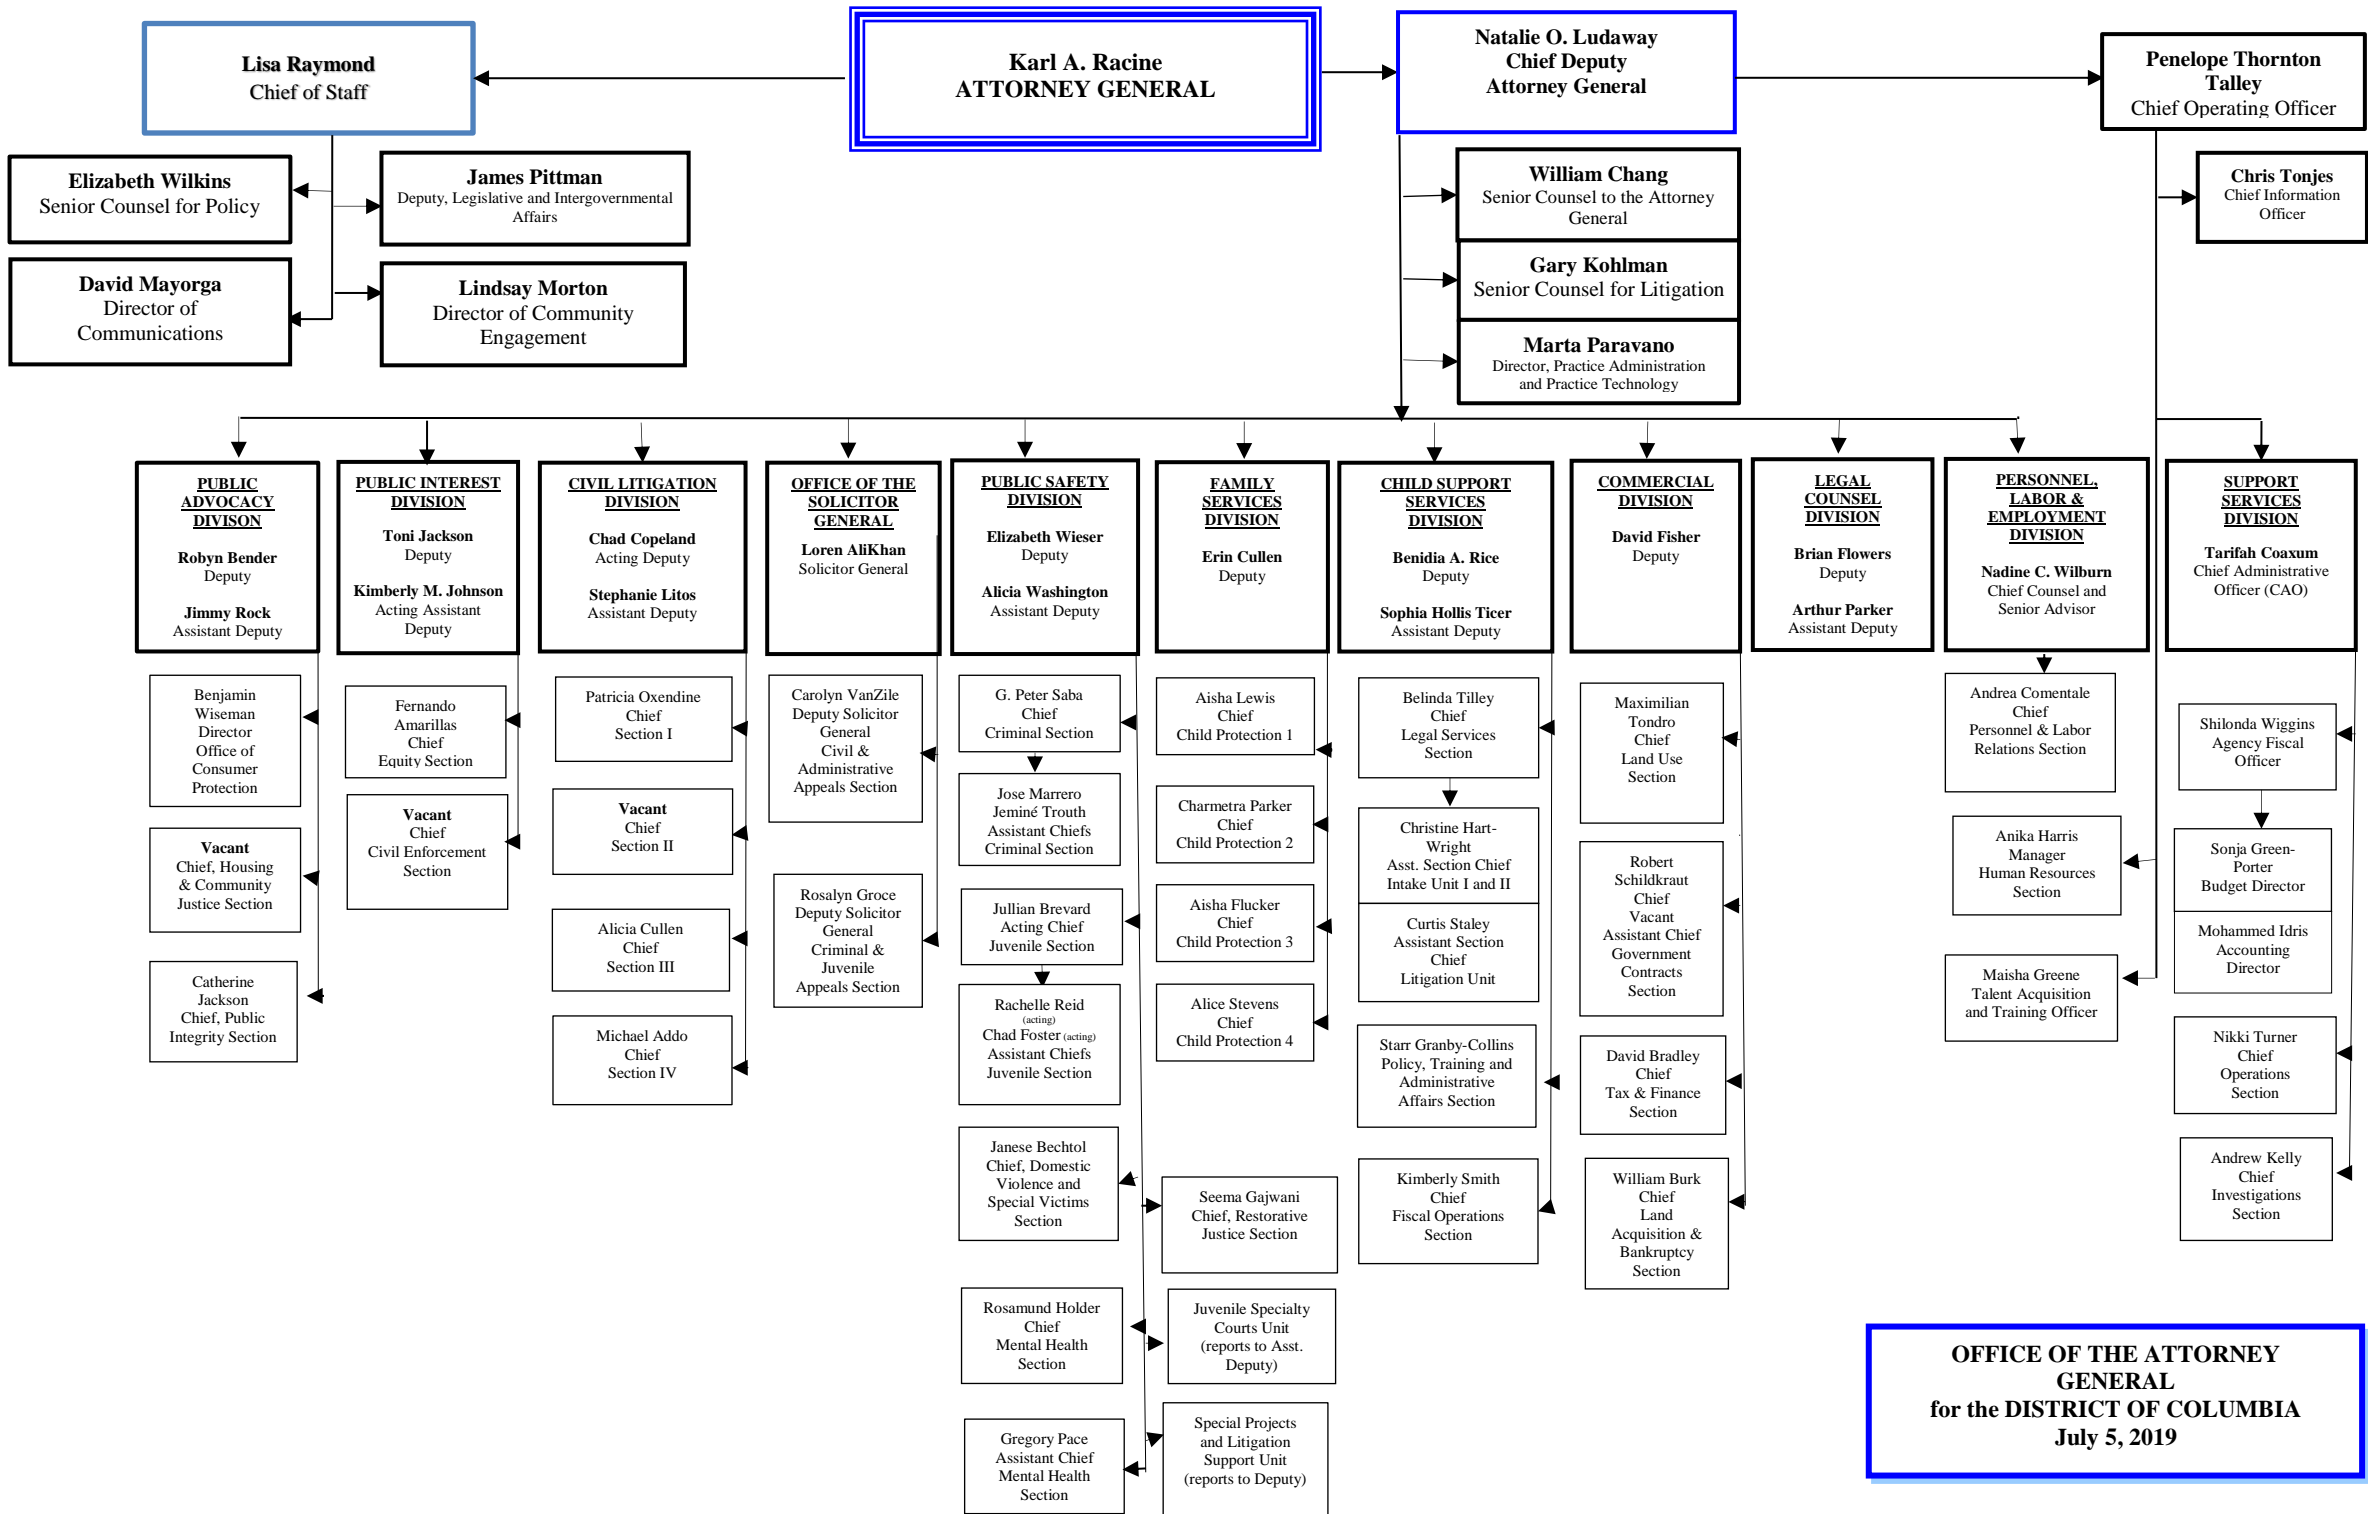 Lisa Raymond
Chief of Staff
Karl A. Racine
ATTORNEY GENERAL
Natalie O. Ludaway
Chief Deputy
Attorney General
Penelope Thornton
Talley
Chief Operating Officer
Elizabeth Wilkins
Senior Counsel for Policy
James Pittman
Deputy, Legislative and Intergovernmental
Affairs
David Mayorga
Director of
Communications
Lindsay Morton
Director of Community
Engagement
William Chang
Senior Counsel to the Attorney
General
Gary Kohlman
Senior Counsel for Litigation
Marta Paravano
Director, Practice Administration
and Practice Technology
Chris Tonjes
Chief Information
Officer
PUBLIC
ADVOCACY
DIVISON
Robyn Bender
Deputy
Jimmy Rock
Assistant Deputy
PUBLIC INTEREST
DIVISION
Toni Jackson
Deputy
Kimberly M. Johnson
Acting Assistant
Deputy
CIVIL LITIGATION
DIVISION
Chad Copeland
Acting Deputy
Stephanie Litos
Assistant Deputy
OFFICE OF THE
SOLICITOR
GENERAL
Loren AliKhan
Solicitor General
PUBLIC SAFETY
DIVISION
Elizabeth Wieser
Deputy
Alicia Washington
Assistant Deputy
FAMILY
SERVICES
DIVISION
Erin Cullen
Deputy
CHILD SUPPORT
SERVICES
DIVISION
Benidia A. Rice
Deputy
Sophia Hollis Ticer
Assistant Deputy
COMMERCIAL
DIVISION
David Fisher
Deputy
LEGAL
COUNSEL
DIVISION
Brian Flowers
Deputy
Arthur Parker
Assistant Deputy
PERSONNEL,
LABOR &
EMPLOYMENT
DIVISION
Nadine C. Wilburn
Chief Counsel and
Senior Advisor
SUPPORT
SERVICES
DIVISION
Tarifah Coaxum
Chief Administrative
Officer (CAO)
Benjamin
Wiseman
Director
Office of
Consumer
Protection
Vacant
Chief, Housing
& Community
Justice Section
Catherine
Jackson
Chief, Public
Integrity Section
Fernando
Amarillas
Chief
Equity Section
Vacant
Chief
Civil Enforcement
Section
Patricia Oxendine
Chief
Section I
Vacant
Chief
Section II
Alicia Cullen
Chief
Section III
Michael Addo
Chief
Section IV
Carolyn VanZile
Deputy Solicitor
General
Civil &
Administrative
Appeals Section
Rosalyn Groce
Deputy Solicitor
General
Criminal &
Juvenile
Appeals Section
G. Peter Saba
Chief
Criminal Section
Jose Marrero
Jeminé Trouth
Assistant Chiefs
Criminal Section
Jullian Brevard
Acting Chief
Juvenile Section
Rachelle Reid
(acting)
Chad Foster (acting)
Assistant Chiefs
Juvenile Section
Janese Bechtol
Chief, Domestic
Violence and
Special Victims
Section
Rosamund Holder
Chief
Mental Health
Section
Gregory Pace
Assistant Chief
Mental Health
Section
Aisha Lewis
Chief
Child Protection 1
Charmetra Parker
Chief
Child Protection 2
Aisha Flucker
Chief
Child Protection 3
Alice Stevens
Chief
Child Protection 4
Seema Gajwani
Chief, Restorative
Justice Section
Juvenile Specialty
Courts Unit
(reports to Asst.
Deputy)
Special Projects
and Litigation
Support Unit
(reports to Deputy)
Belinda Tilley
Chief
Legal Services
Section
Christine Hart-
Wright
Asst. Section Chief
Intake Unit I and II
Curtis Staley
Assistant Section
Chief
Litigation Unit
Starr Granby-Collins
Policy, Training and
Administrative
Affairs Section
Kimberly Smith
Chief
Fiscal Operations
Section
Maximilian
Tondro
Chief
Land Use
Section
Robert
Schildkraut
Chief
Vacant
Assistant Chief
Government
Contracts
Section
David Bradley
Chief
Tax & Finance
Section
William Burk
Chief
Land
Acquisition &
Bankruptcy
Section
Andrea Comentale
Chief
Personnel & Labor
Relations Section
Anika Harris
Manager
Human Resources
Section
Maisha Greene
Talent Acquisition
and Training Officer
Shilonda Wiggins
Agency Fiscal
Officer
Sonja Green-
Porter
Budget Director
Mohammed Idris
Accounting
Director
Nikki Turner
Chief
Operations
Section
Andrew Kelly
Chief
Investigations
Section
OFFICE OF THE ATTORNEY
GENERAL
for the DISTRICT OF COLUMBIA
July 5, 2019